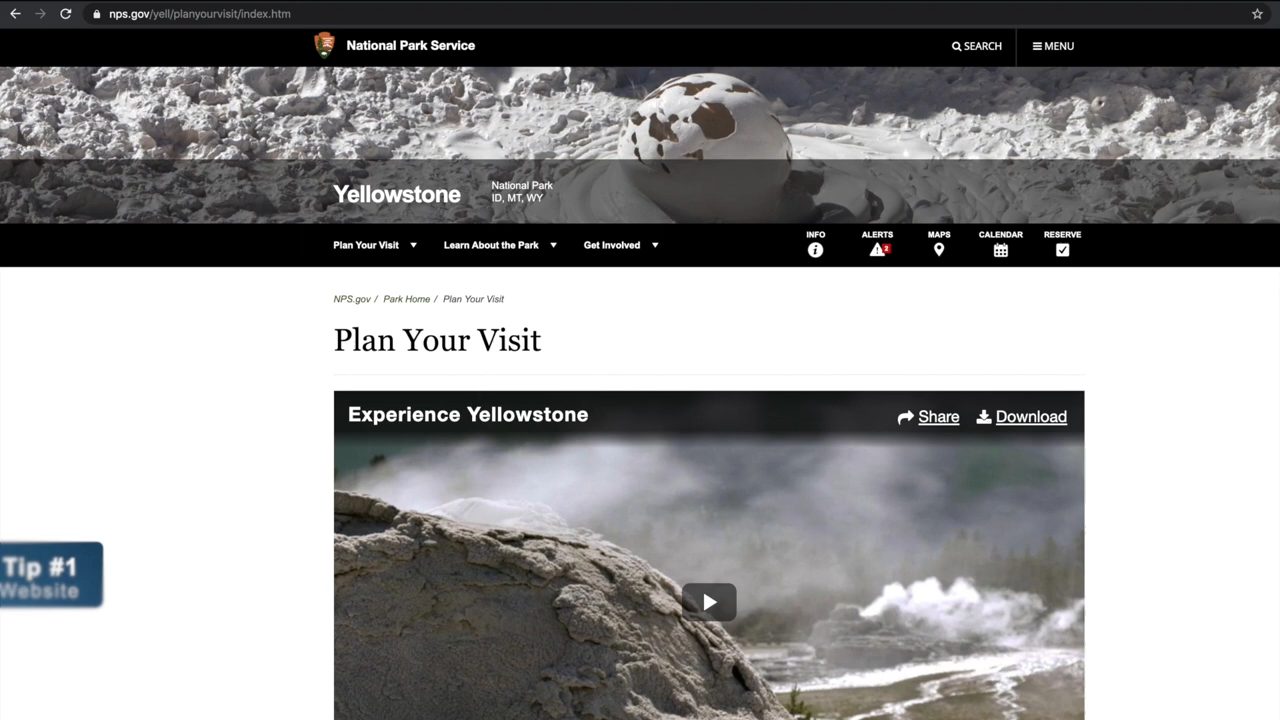 nps.gov/yell/planyourvisit/index.htm
National Park Service
SEARCH
MENU
Yellowstone
National Park
ID, MT, WY
Plan Your Visit
Learn About the Park
Get Involved
INFO
ALERTS
2
MAPS
CALENDAR
RESERVE
NPS.gov / Park Home / Plan Your Visit
Plan Your Visit
Experience Yellowstone
Share
Download
Tip #1
Website